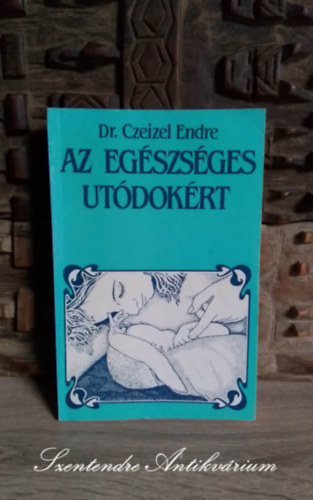 Dr. Czeizel Endre
AZ EGÉSZSÉGES
UTÓDOKÉRT
Szentendre Antikvárium